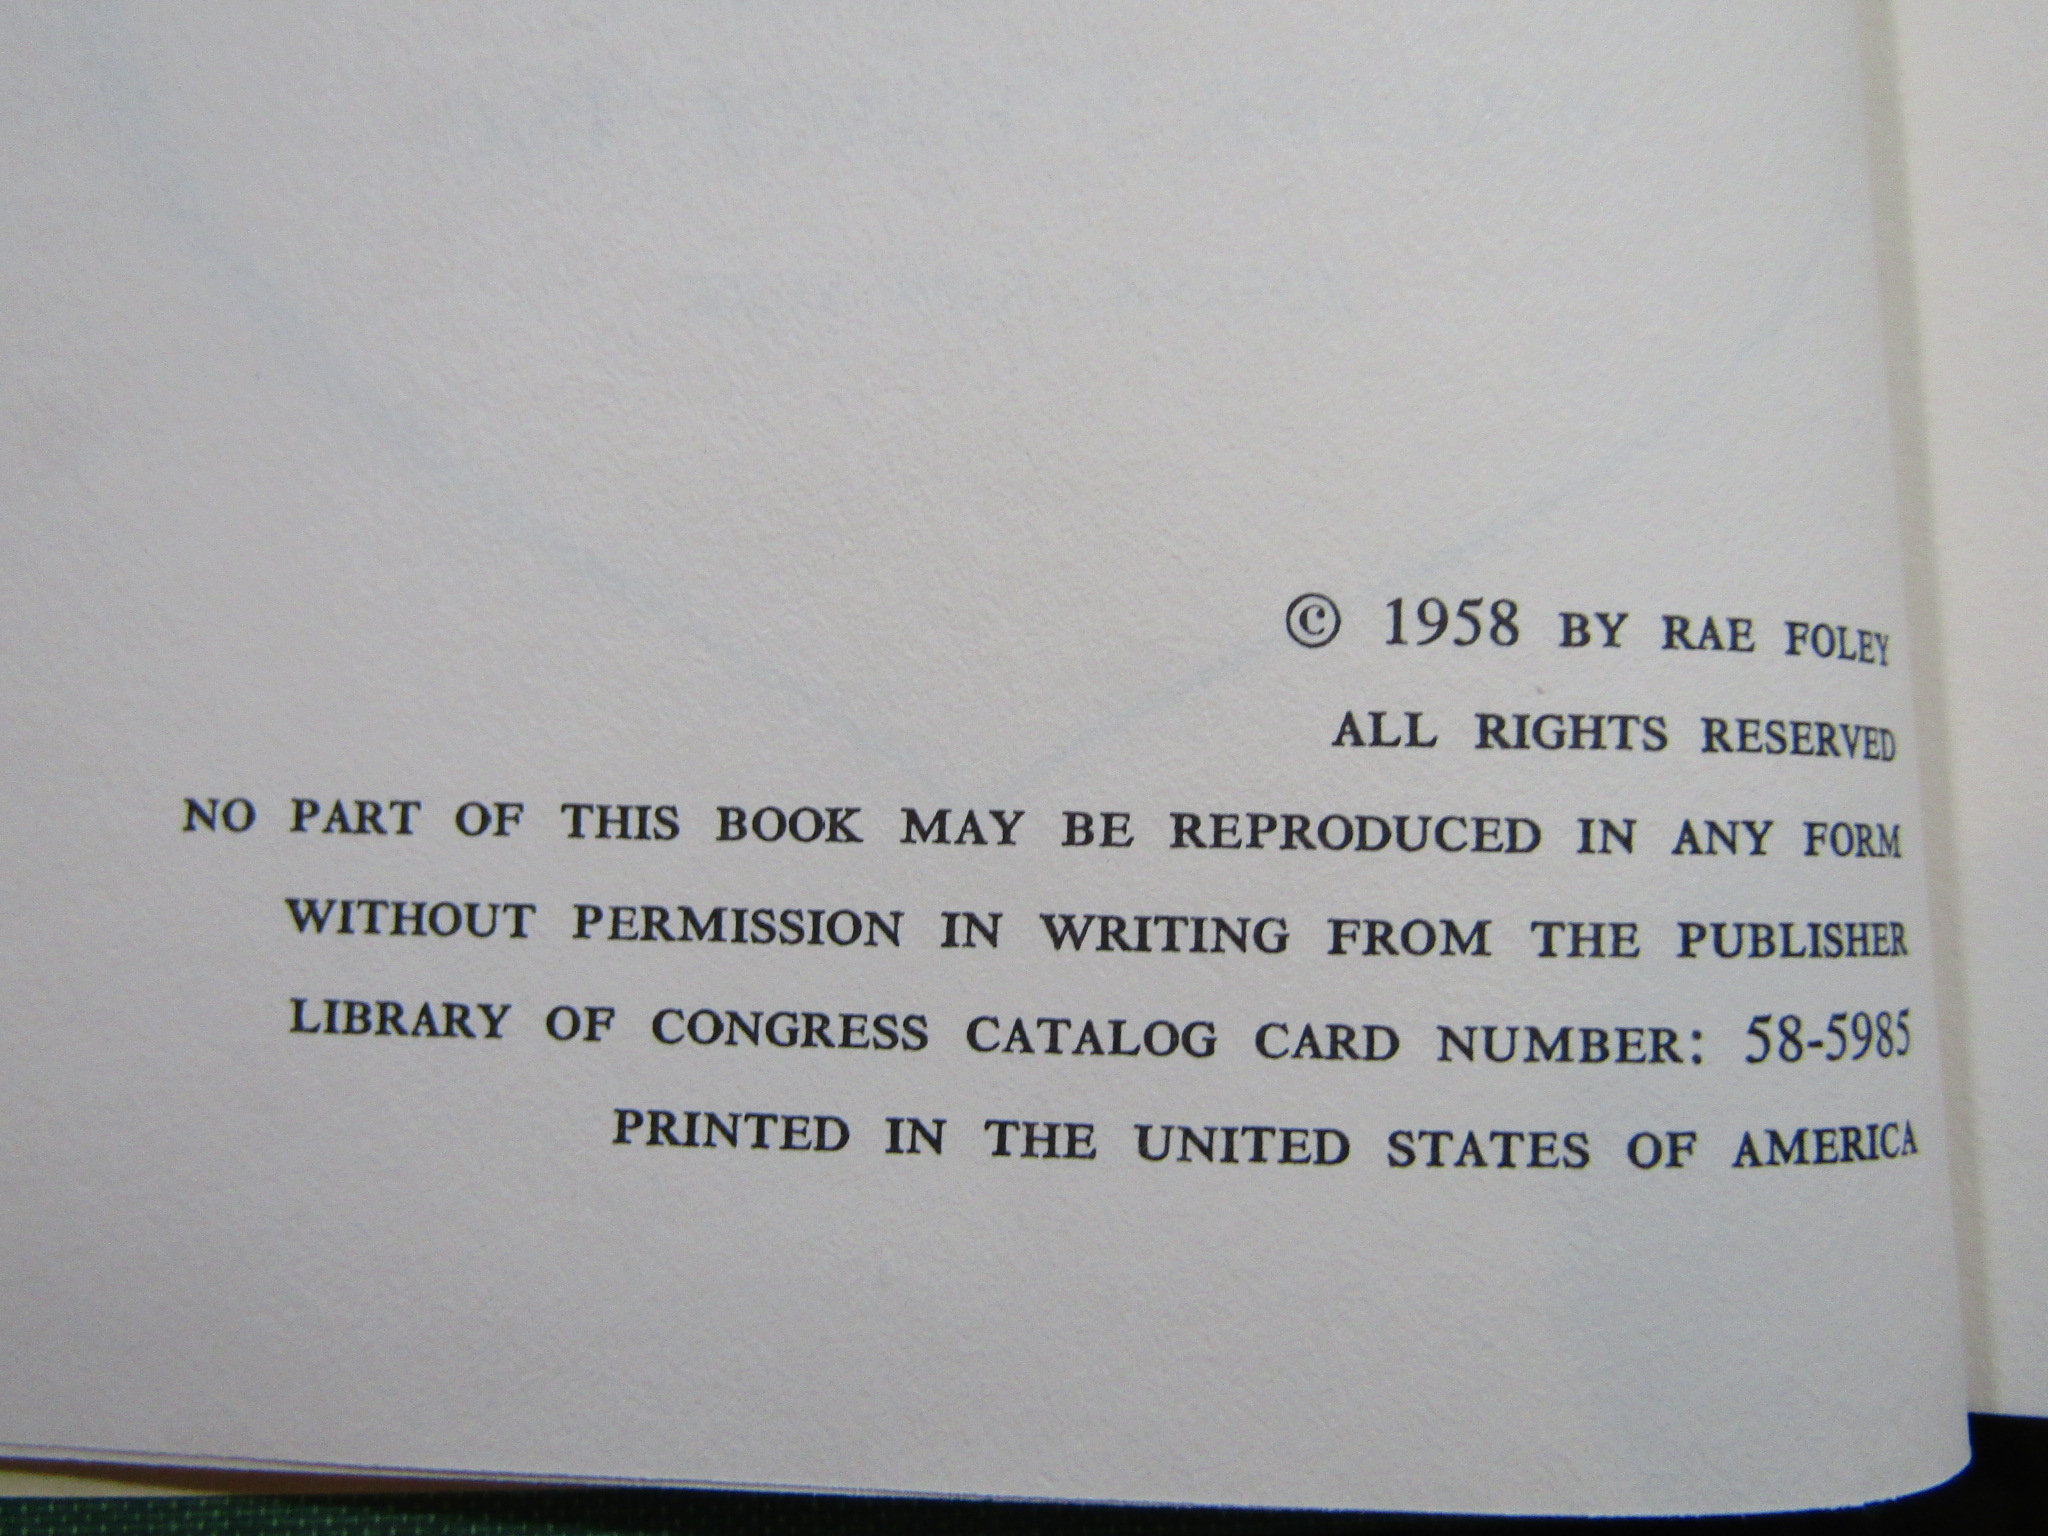 © 1958 BY RAE FOLEY
ALL RIGHTS RESERVED
NO PART OF THIS BOOK MAY BE REPRODUCED IN ANY FORM
WITHOUT PERMISSION IN WRITING FROM THE PUBLISHER
LIBRARY OF CONGRESS CATALOG CARD NUMBER: 58-5985
PRINTED IN THE UNITED STATES OF AMERICA